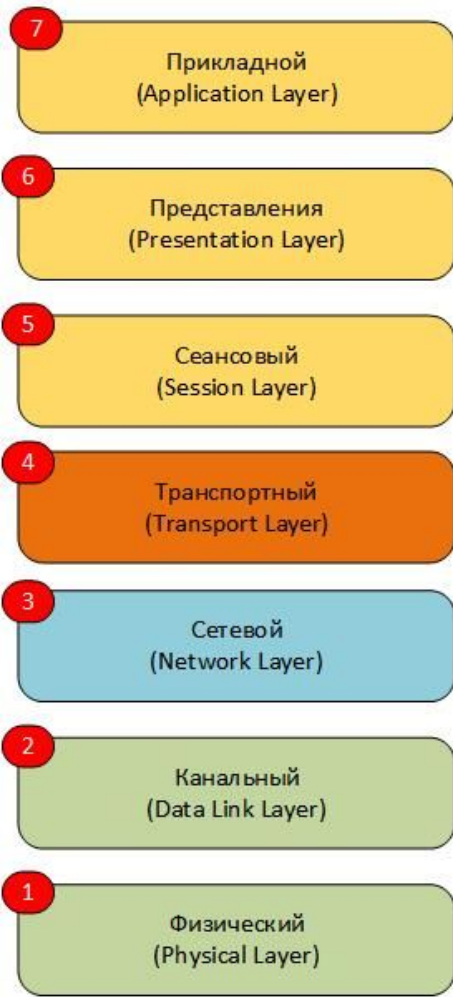 7
Прикладной
(Application Layer)
6
Представления
(Presentation Layer)
5
Сеансовый
(Session Layer)
4
Транспортный
(Transport Layer)
3
Сетевой
(Network Layer)
2
Канальный
(Data Link Layer)
1
Физический
(Physical Layer)